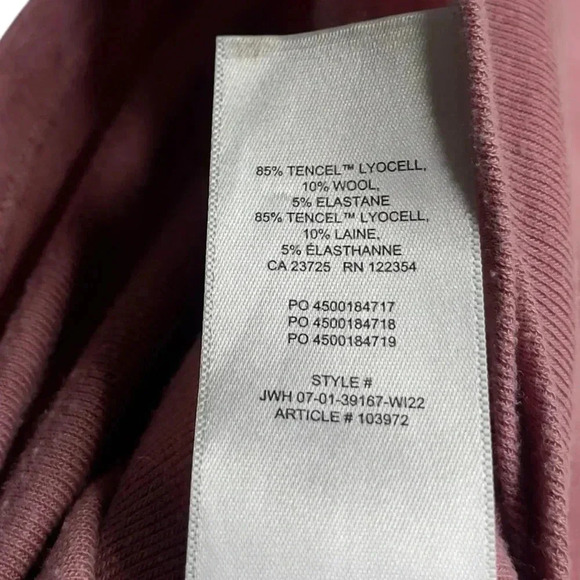 85% TENCEL™ LYOCELL,
10% WOOL,
5% ELASTANE
85% TENCEL™ LYOCELL,
10% LAINE,
5% ÉLASTHANNE
CA 23725 RN 122354
PO 4500184717
PO 4500184718
PO 4500184719
STYLE #
JWH 07-01-39167-WI22
ARTICLE # 103972